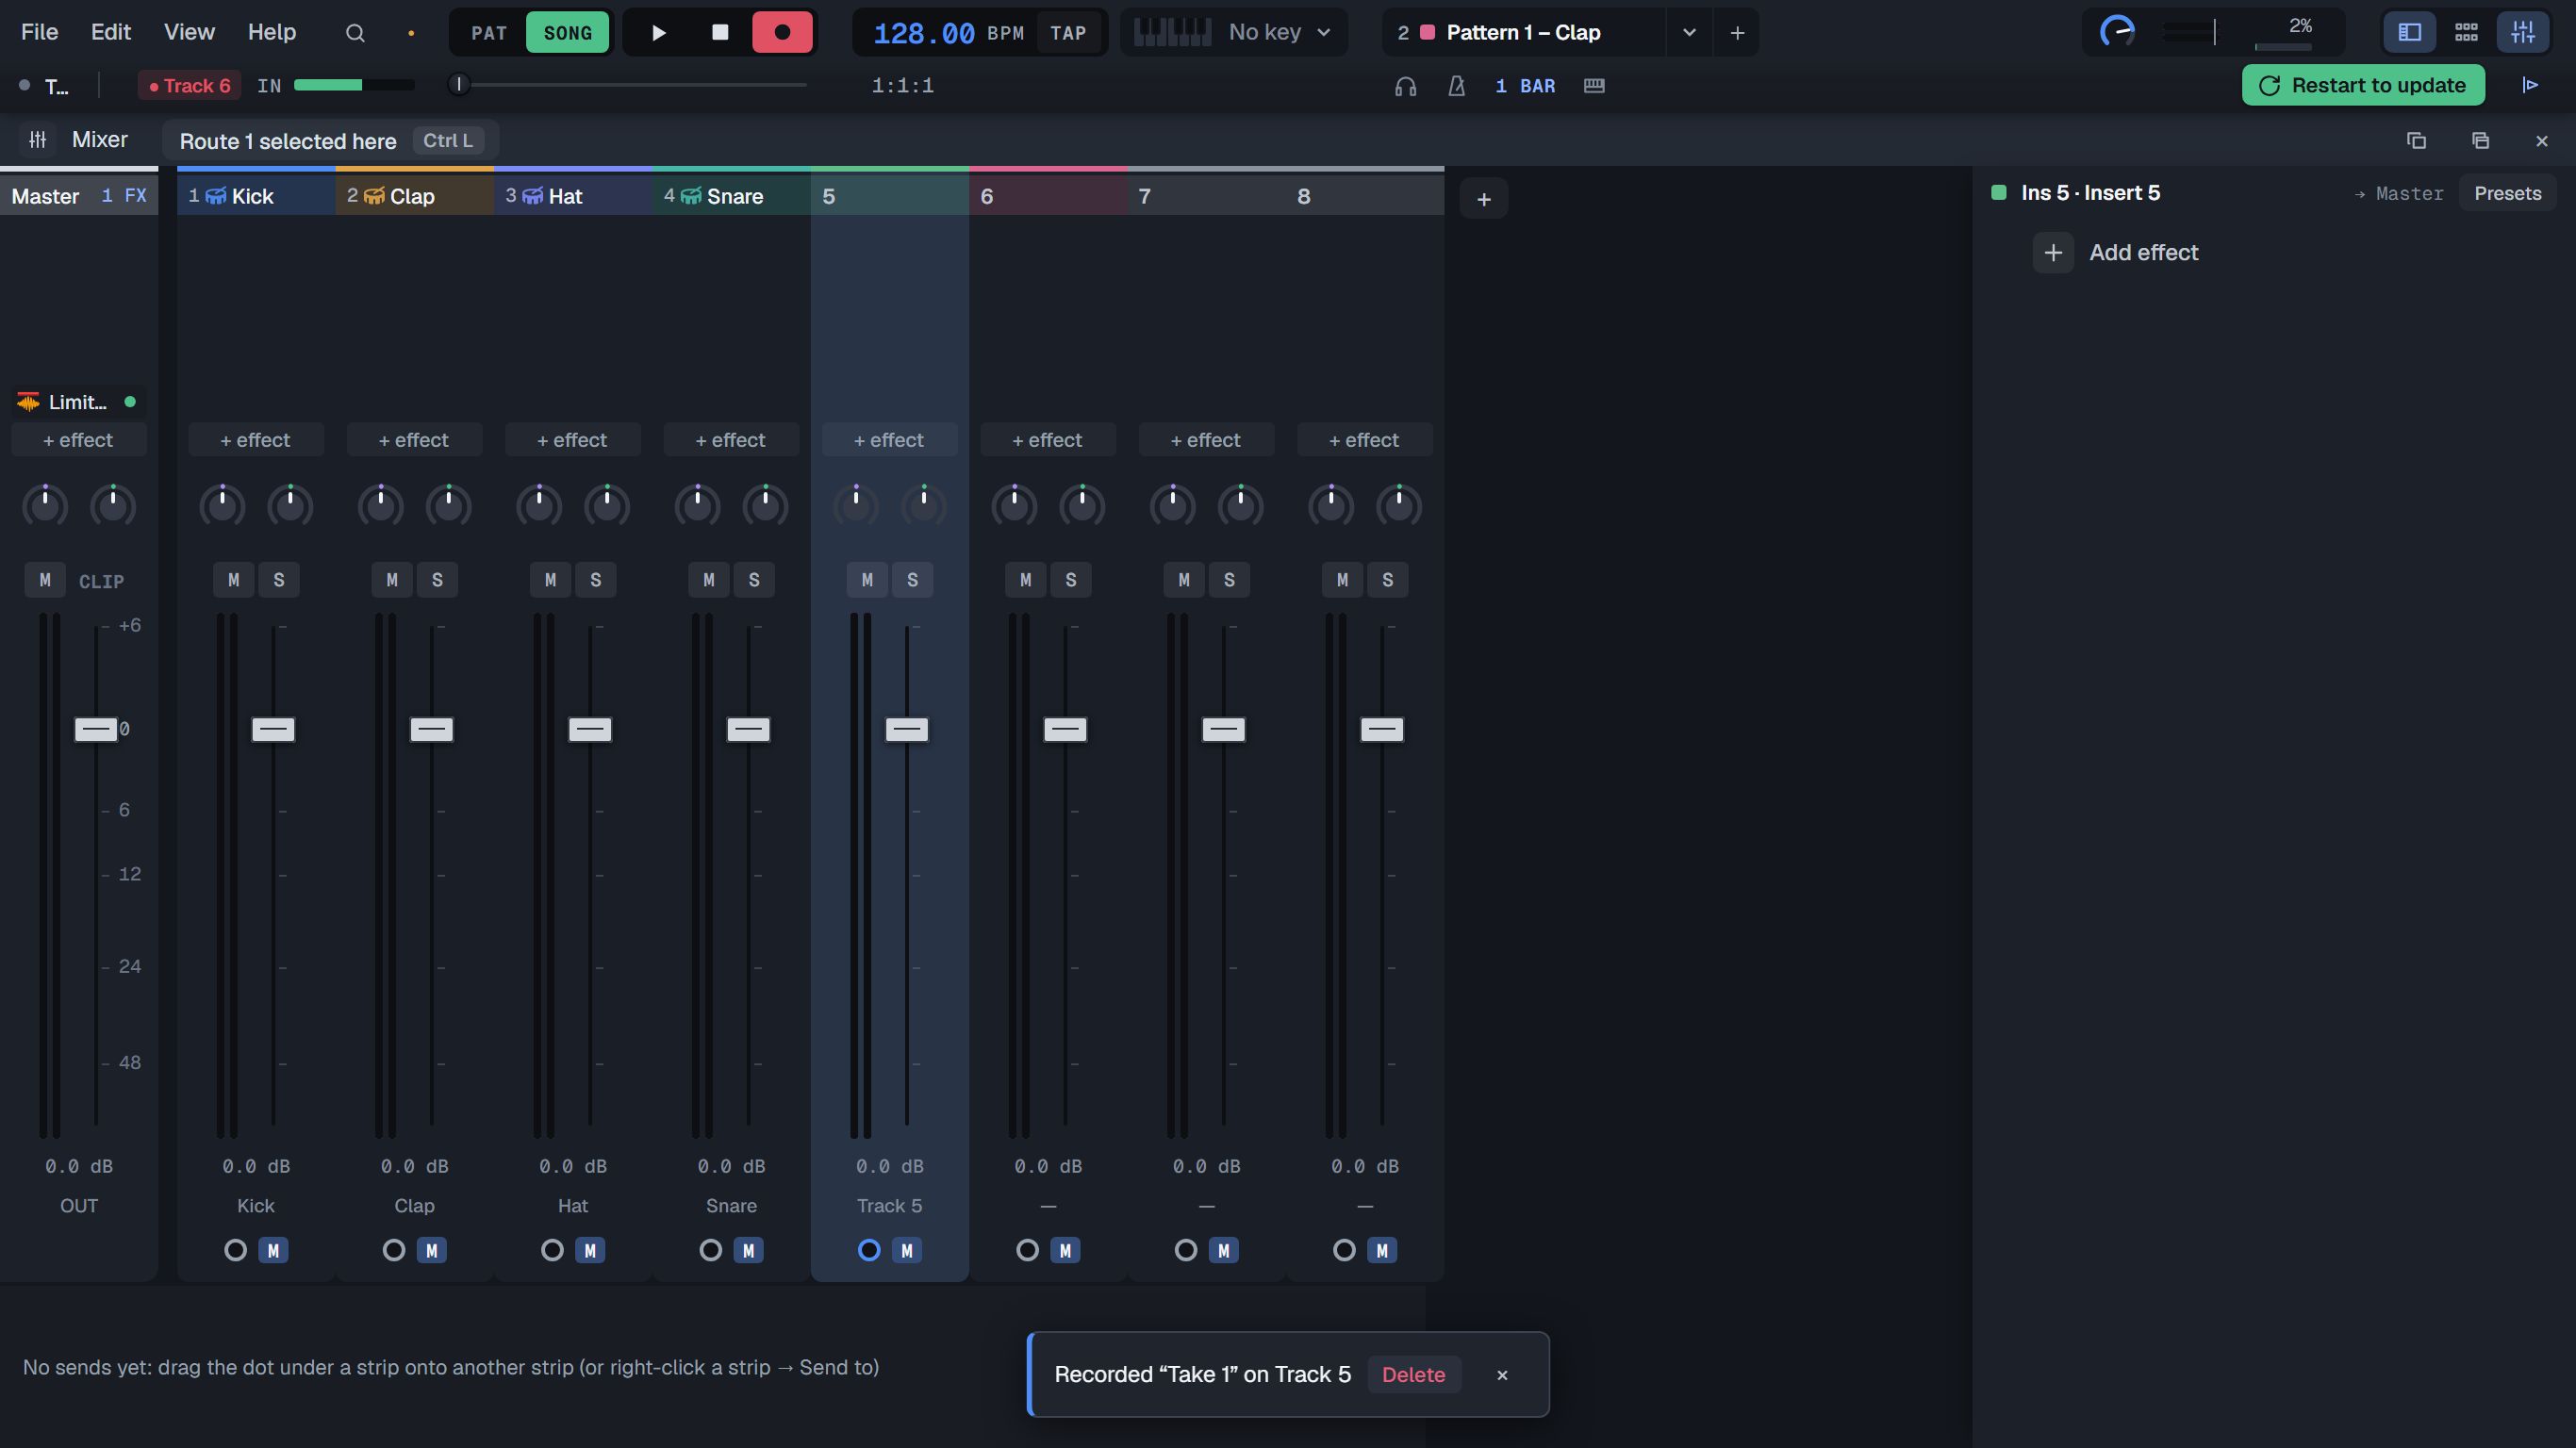 File Edit View Help PAT SONG 128.00 BPM TAP No key 2 Pattern 1 – Clap 2%
T... Track 6 IN 1:1:1 1 BAR Restart to update
Mixer Route 1 selected here Ctrl L
Master 1 FX 1 Kick 2 Clap 3 Hat 4 Snare 5 6 7 8 + Ins 5 · Insert 5 → Master Presets
+ Add effect
Limit...
+ effect + effect + effect + effect + effect + effect + effect + effect + effect
M CLIP M S M S M S M S M S M S M S M S
+6
0
6
12
24
48
0.0 dB 0.0 dB 0.0 dB 0.0 dB 0.0 dB 0.0 dB 0.0 dB 0.0 dB 0.0 dB
OUT Kick Clap Hat Snare Track 5 — — —
M M M M M M M M
No sends yet: drag the dot under a strip onto another strip (or right-click a strip → Send to)
Recorded “Take 1” on Track 5 Delete ×